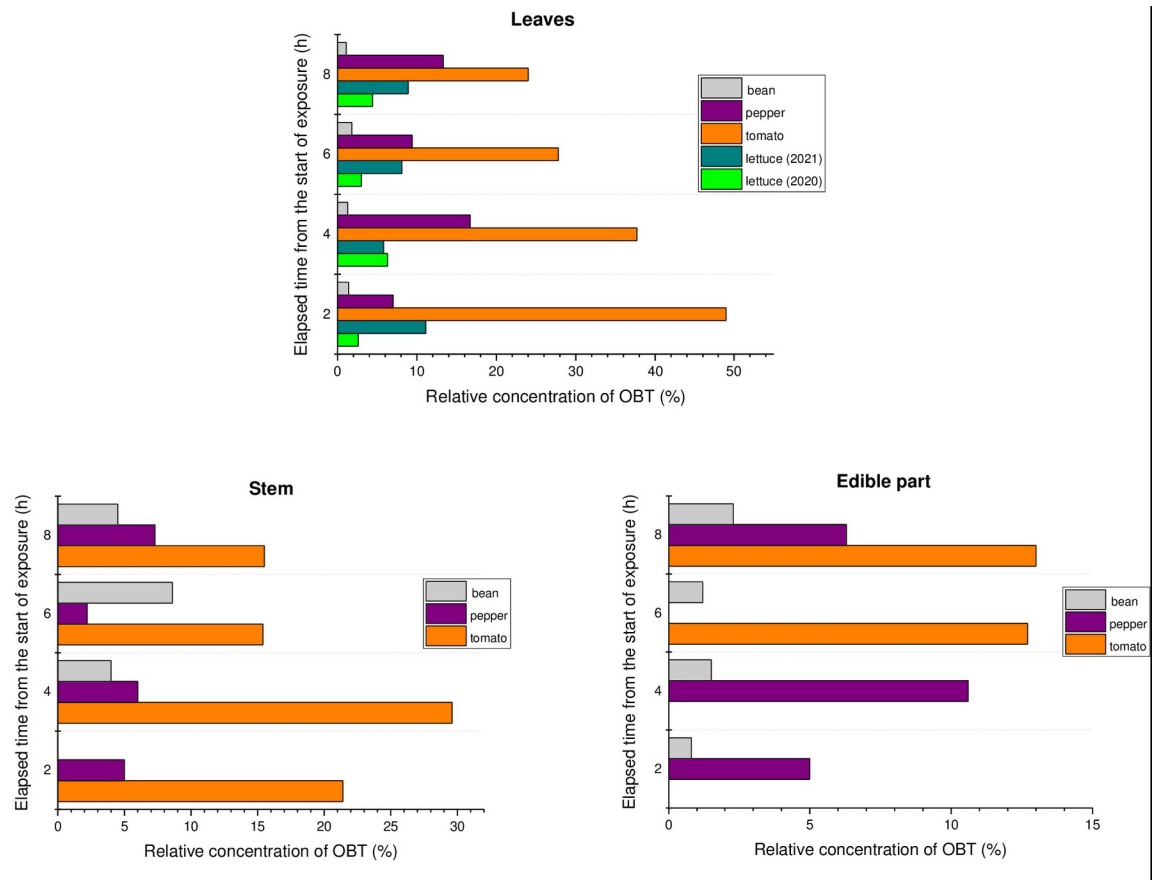 Leaves
Elapsed time from the start of exposure (h)
8
6
4
2
0
10
20
30
40
50
Relative concentration of OBT (%)
bean
pepper
tomato
lettuce (2021)
lettuce (2020)
Stem
Elapsed time from the start of exposure (h)
8
6
4
2
0
5
10
15
20
25
30
Relative concentration of OBT (%)
bean
pepper
tomato
Edible part
Elapsed time from the start of exposure (h)
8
6
4
2
0
5
10
15
Relative concentration of OBT (%)
bean
pepper
tomato